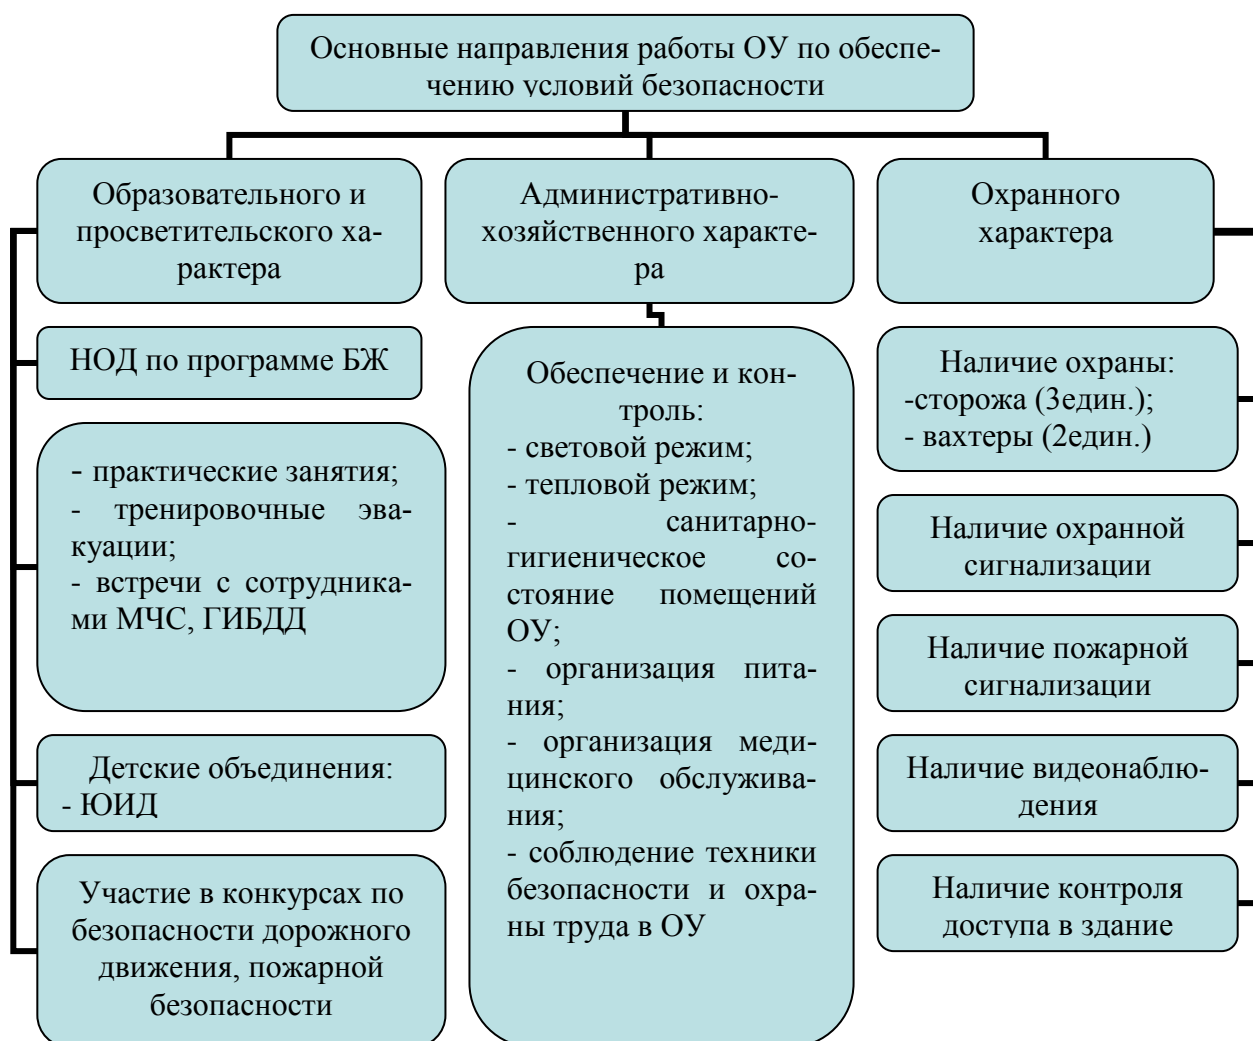 Основные направления работы ОУ по обеспе-
чению условий безопасности
Образовательного и
просветительского ха-
рактера
НОД по программе БЖ
- практические занятия;
- тренировочные эва-
куации;
- встречи с сотрудника-
ми МЧС, ГИБДД
Детские объединения:
- ЮИД
Участие в конкурсах по
безопасности дорожного
движения, пожарной
безопасности
Административно-
хозяйственного характе-
ра
Обеспечение и кон-
троль:
- световой режим;
- тепловой режим;
- санитарно-
гигиеническое со-
стояние помещений
ОУ;
- организация пита-
ния;
- организация меди-
цинского обслужива-
ния;
- соблюдение техники
безопасности и охра-
ны труда в ОУ
Охранного
характера
Наличие охраны:
-сторожа (3един.);
- вахтеры (2един.)
Наличие охранной
сигнализации
Наличие пожарной
сигнализации
Наличие видеонаблю-
дения
Наличие контроля
доступа в здание